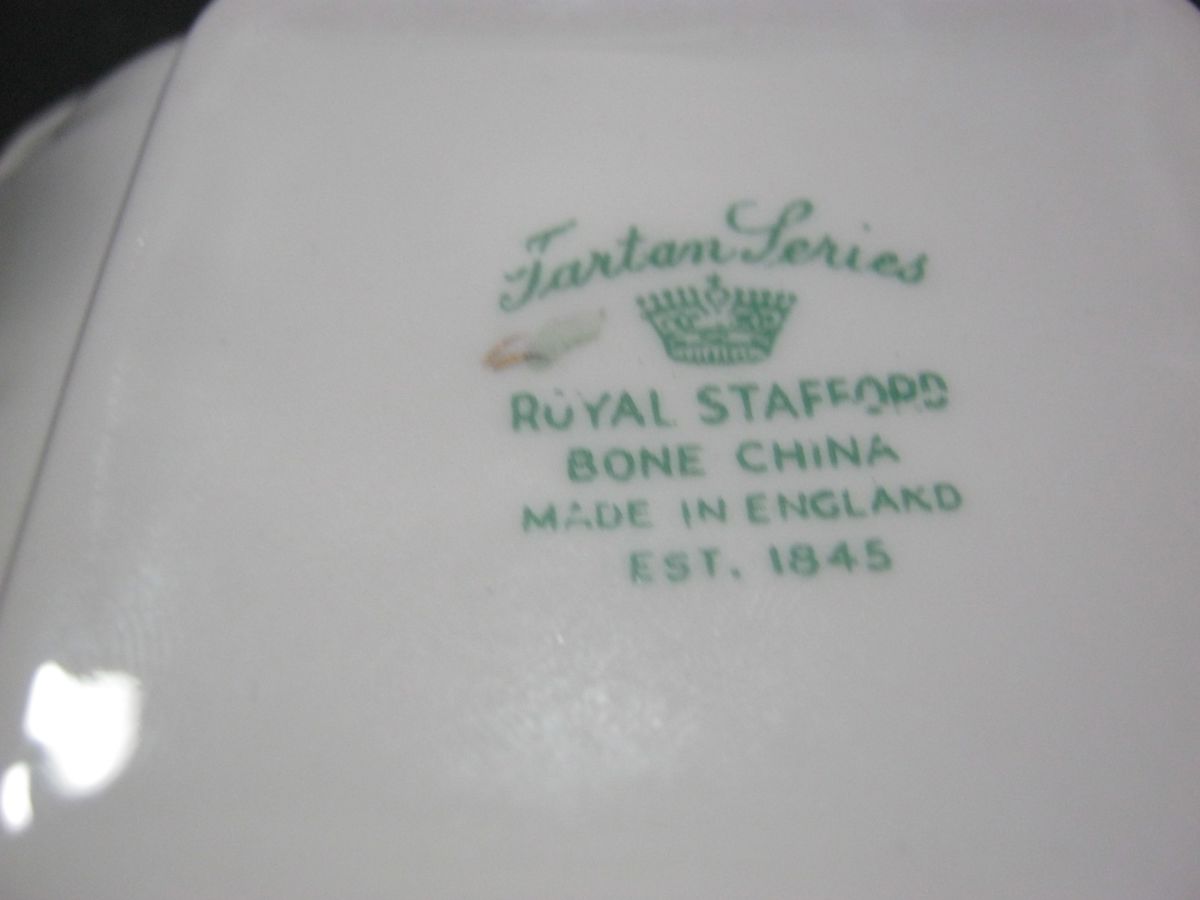 Tartan Series
ROYAL STAFFORD
BONE CHINA
MADE IN ENGLAND
EST. 1845